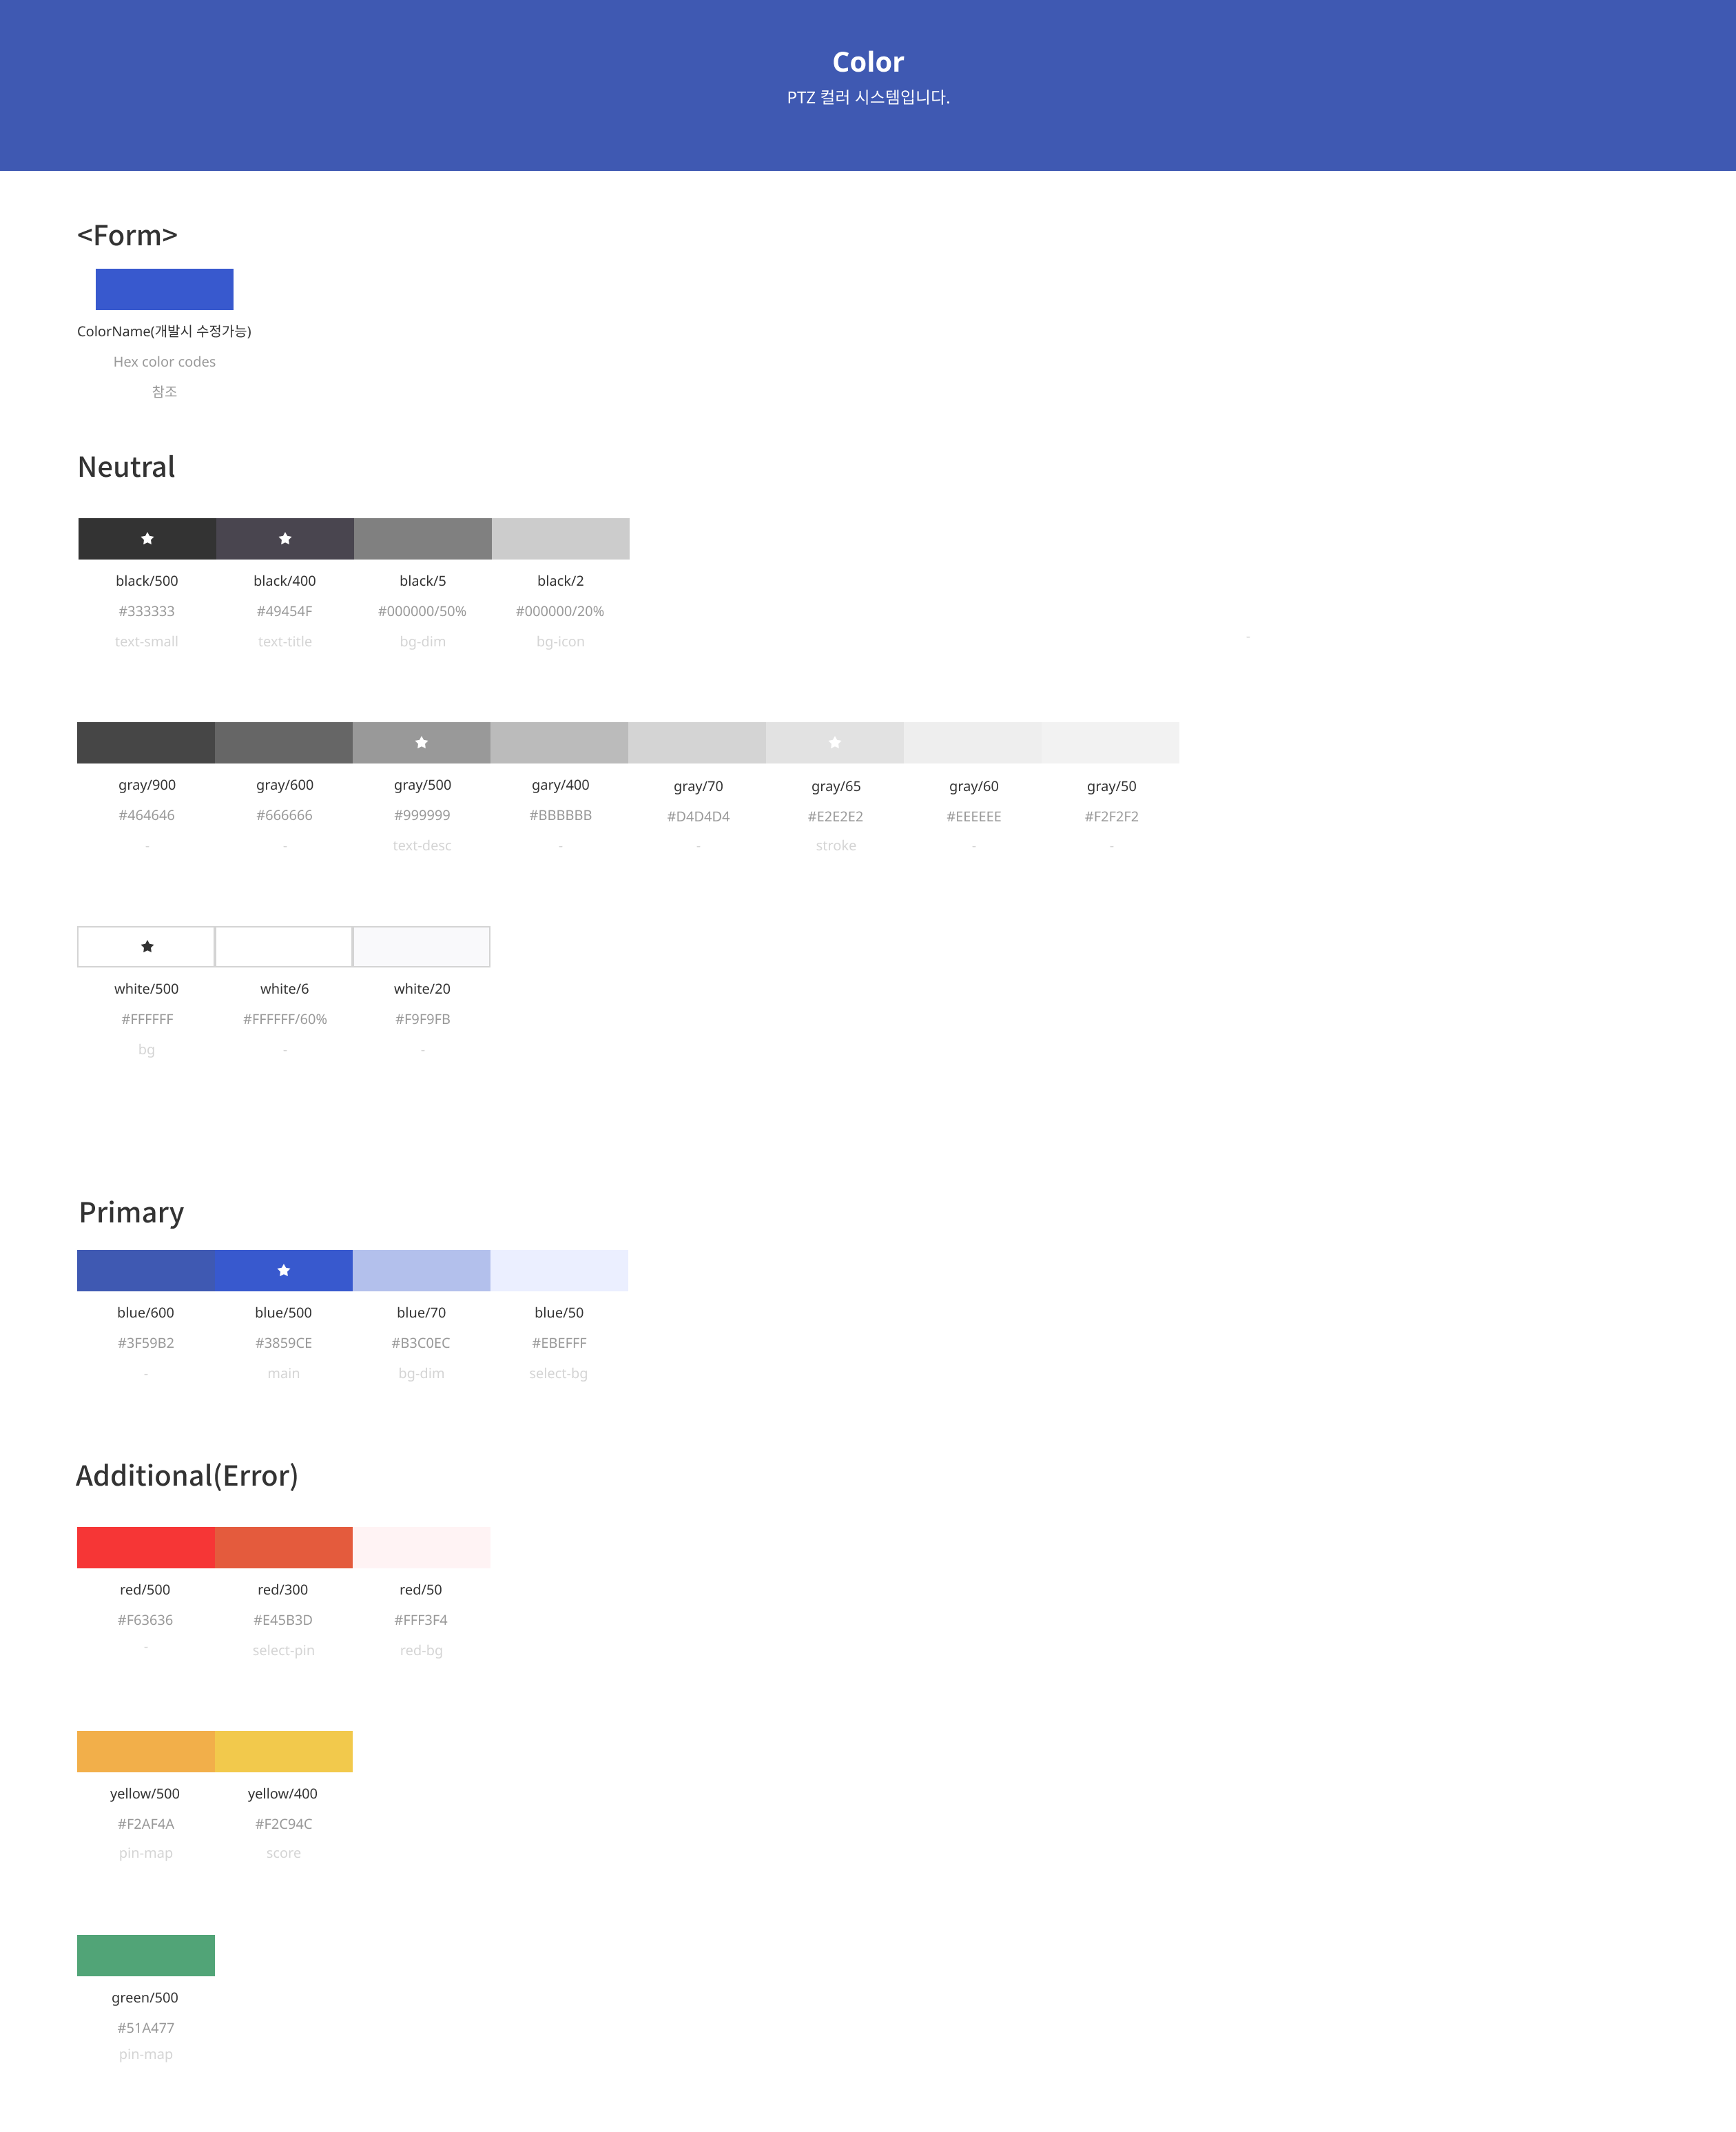 Color
PTZ 컬러 시스템입니다.
<Form>
ColorName(개발시 수정가능)
Hex color codes
참조
Neutral
black/500 black/400 black/5 black/2
#333333 #49454F #000000/50% #000000/20%
text-small text-title bg-dim bg-icon -
gray/900 gray/600 gray/500 gary/400 gray/70 gray/65 gray/60 gray/50
#464646 #666666 #999999 #BBBBBB #D4D4D4 #E2E2E2 #EEEEEE #F2F2F2
- - text-desc - - stroke - -
white/500 white/6 white/20
#FFFFFF #FFFFFF/60% #F9F9FB
bg - -
Primary
blue/600 blue/500 blue/70 blue/50
#3F59B2 #3859CE #B3C0EC #EBEFFF
- main bg-dim select-bg
Additional(Error)
red/500 red/300 red/50
#F63636 #E45B3D #FFF3F4
- select-pin red-bg
yellow/500 yellow/400
#F2AF4A #F2C94C
pin-map score
green/500
#51A477
pin-map